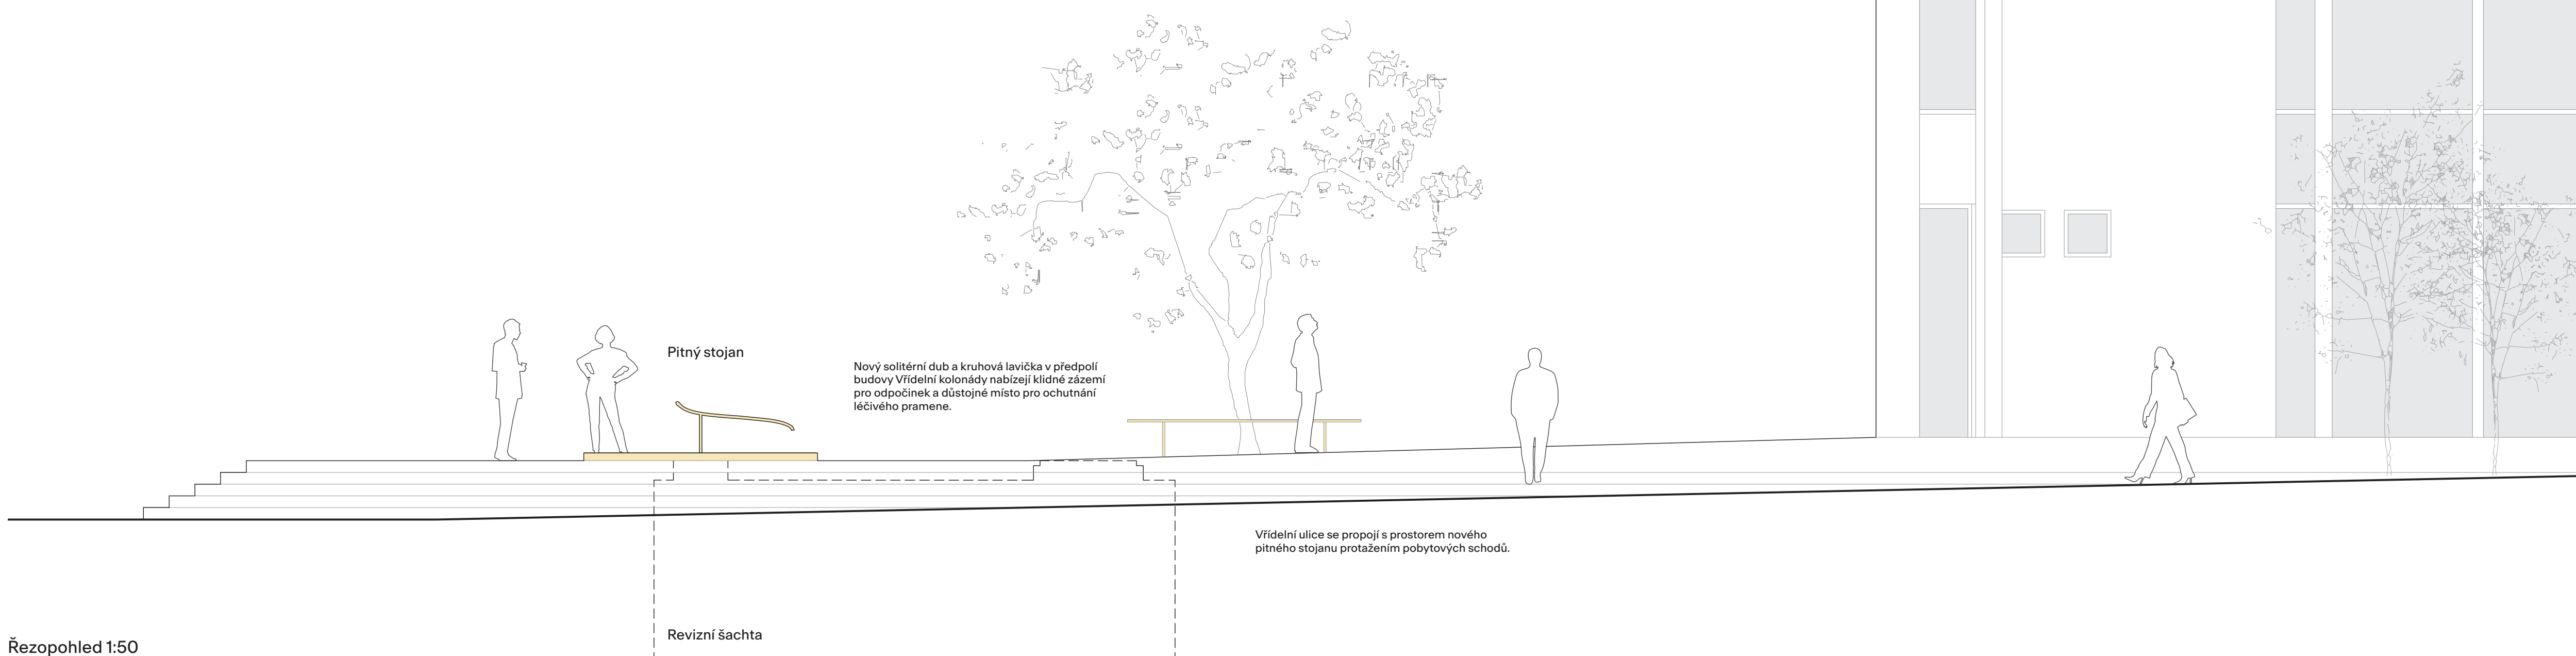 Pitný stojan
Nový solitérní dub a kruhová lavička v předpolí
budovy Vřídelní kolonády nabízejí klidné zázemí
pro odpočinek a důstojné místo pro ochutnání
léčivého pramene.
Vřídelní ulice se propojí s prostorem nového
pitného stojanu protažením pobytových schodů.
Revizní šachta
Řezopohled 1:50